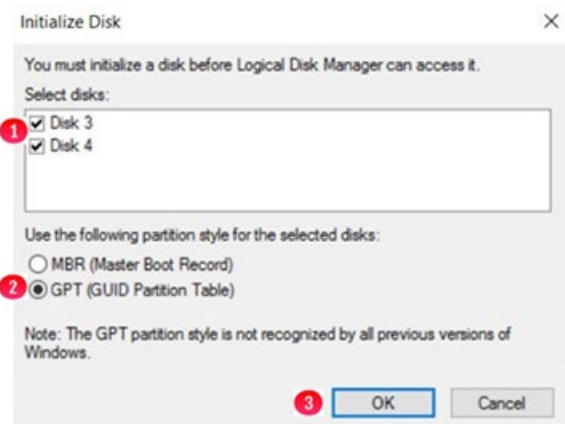 Initialize Disk
You must initialize a disk before Logical Disk Manager can access it.
Select disks:
1
Disk 3
Disk 4
Use the following partition style for the selected disks:
MBR (Master Boot Record)
2
GPT (GUID Partition Table)
Note: The GPT partition style is not recognized by all previous versions of
Windows.
3 OK Cancel